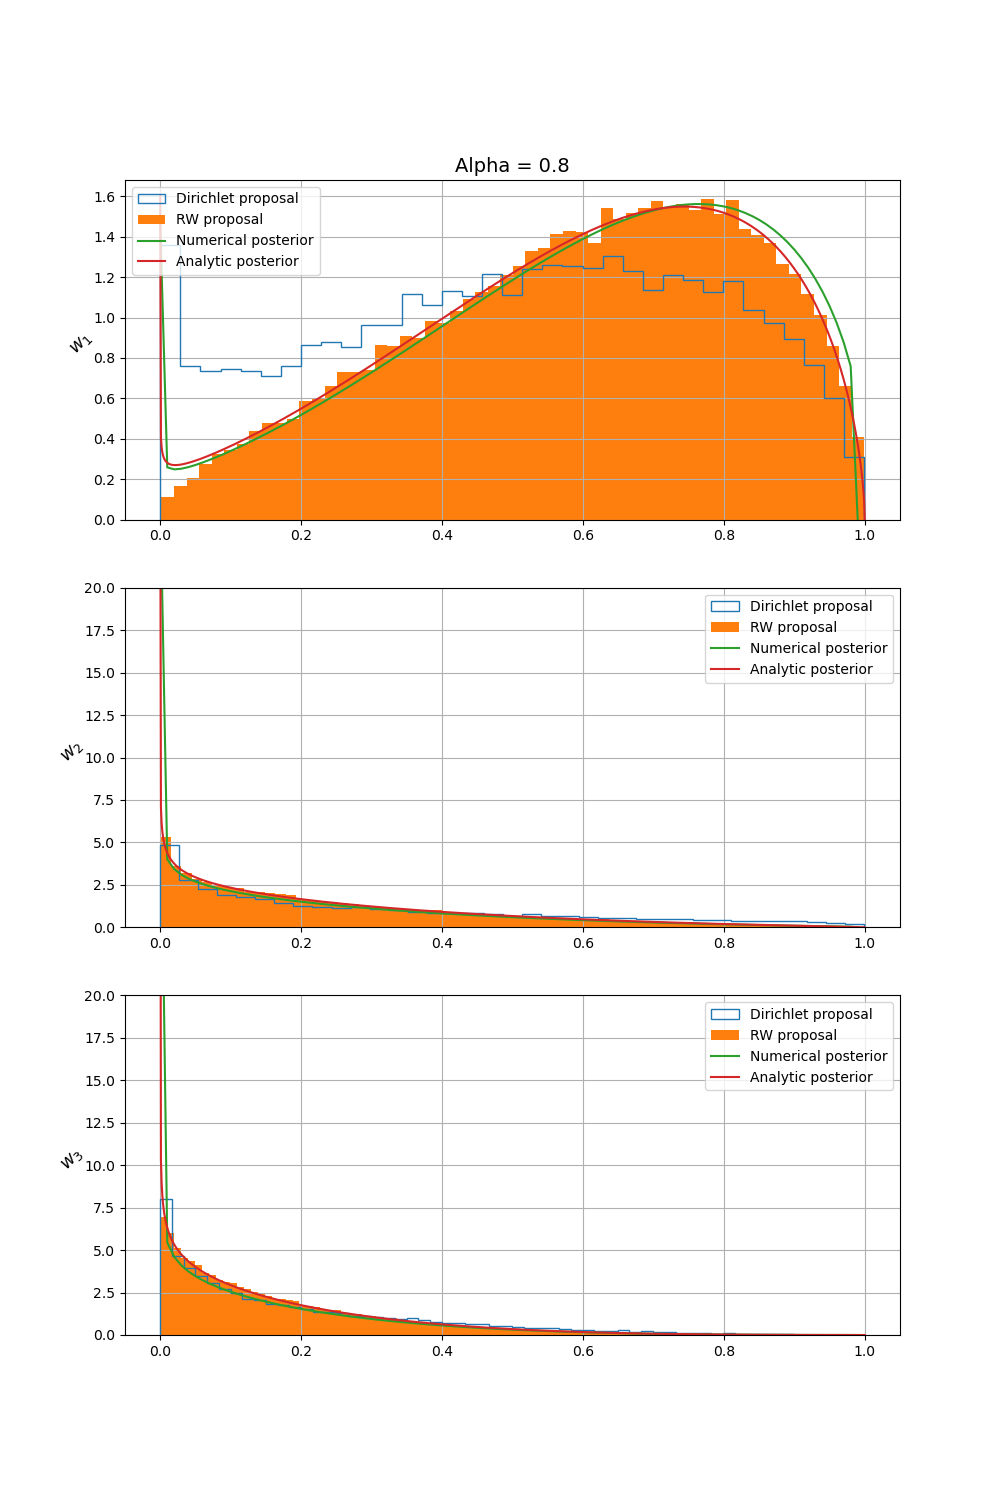 Alpha = 0.8
Dirichlet proposal
RW proposal
Numerical posterior
Analytic posterior
w₁
1.6
1.4
1.2
1.0
0.8
0.6
0.4
0.2
0.0
0.0 0.2 0.4 0.6 0.8 1.0
Dirichlet proposal
RW proposal
Numerical posterior
Analytic posterior
w₂
20.0
17.5
15.0
12.5
10.0
7.5
5.0
2.5
0.0
0.0 0.2 0.4 0.6 0.8 1.0
Dirichlet proposal
RW proposal
Numerical posterior
Analytic posterior
w₃
20.0
17.5
15.0
12.5
10.0
7.5
5.0
2.5
0.0
0.0 0.2 0.4 0.6 0.8 1.0